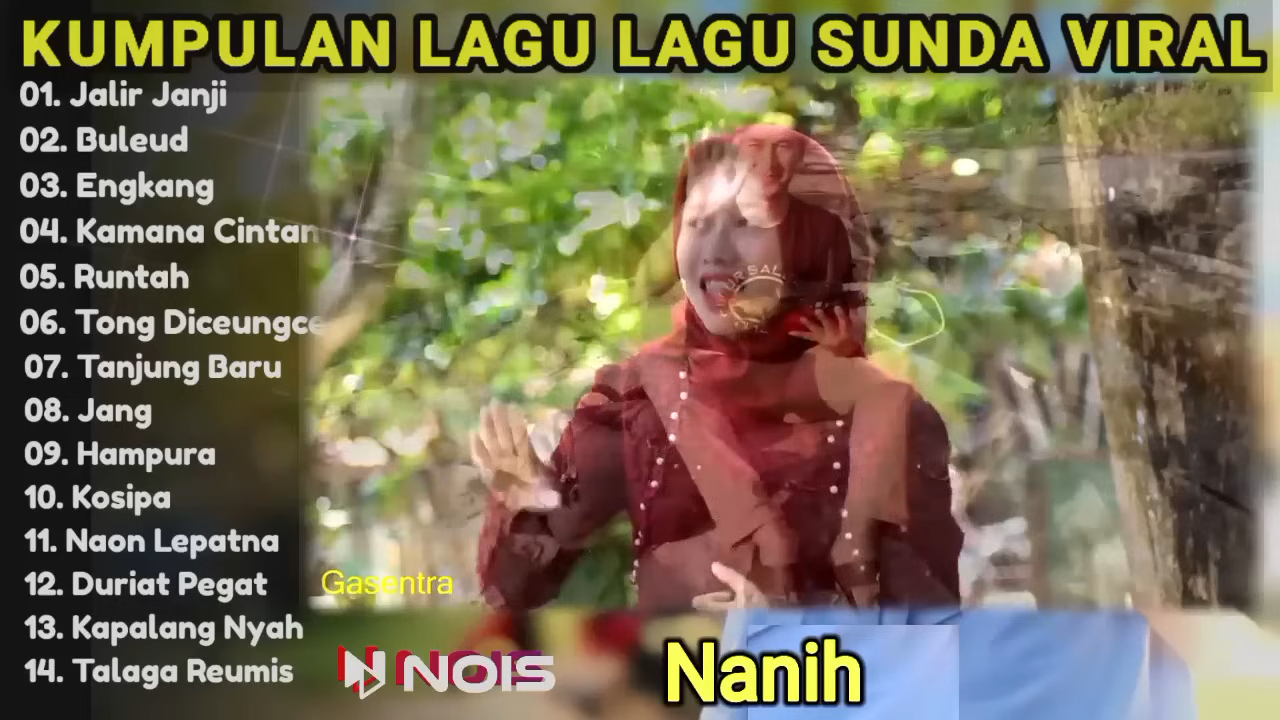 KUMPULAN LAGU LAGU SUNDA VIRAL
01. Jalir Janji
02. Buleud
03. Engkang
04. Kamana Cintan
05. Runtah
06. Tong Diceungce
07. Tanjung Baru
08. Jang
09. Hampura
10. Kosipa
11. Naon Lepatna
12. Duriat Pegat
13. Kapalang Nyah
14. Talaga Reumis
Gasentra
NOIS
Nanih